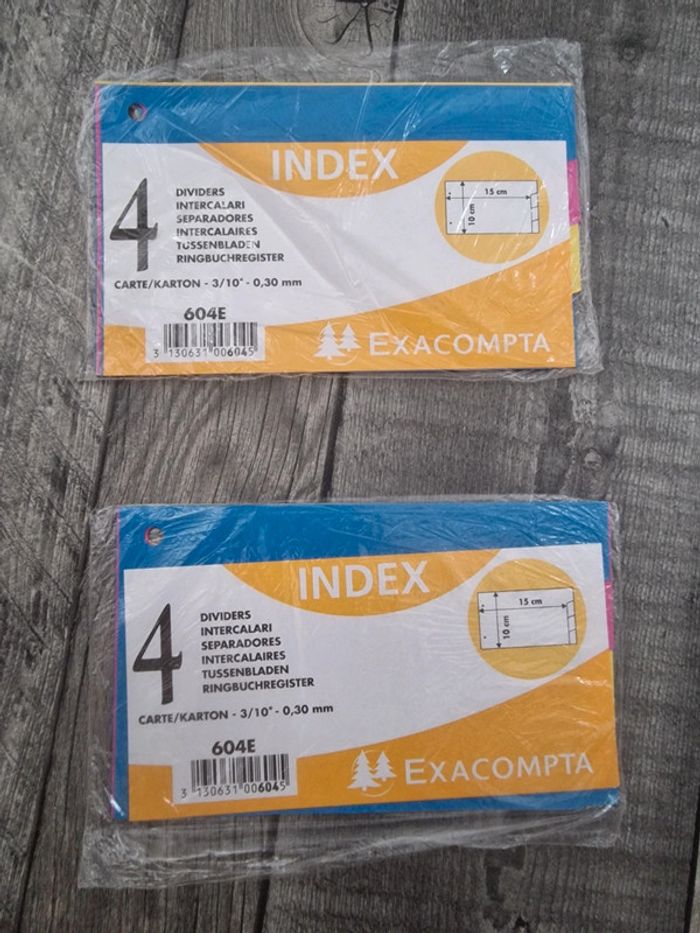 INDEX
4
DIVIDERS
INTERCALARI
SEPARADORES
INTERCALAIRES
TUSSENBLADEN
RINGBUCHREGISTER
15 cm
10 cm
CARTE/KARTON - 3/10" - 0,30 mm
604E
3 130631 006045
EXACOMPTA
INDEX
4
DIVIDERS
INTERCALARI
SEPARADORES
INTERCALAIRES
TUSSENBLADEN
RINGBUCHREGISTER
15 cm
10 cm
CARTE/KARTON - 3/10" - 0,30 mm
604E
3 130631 006045
EXACOMPTA